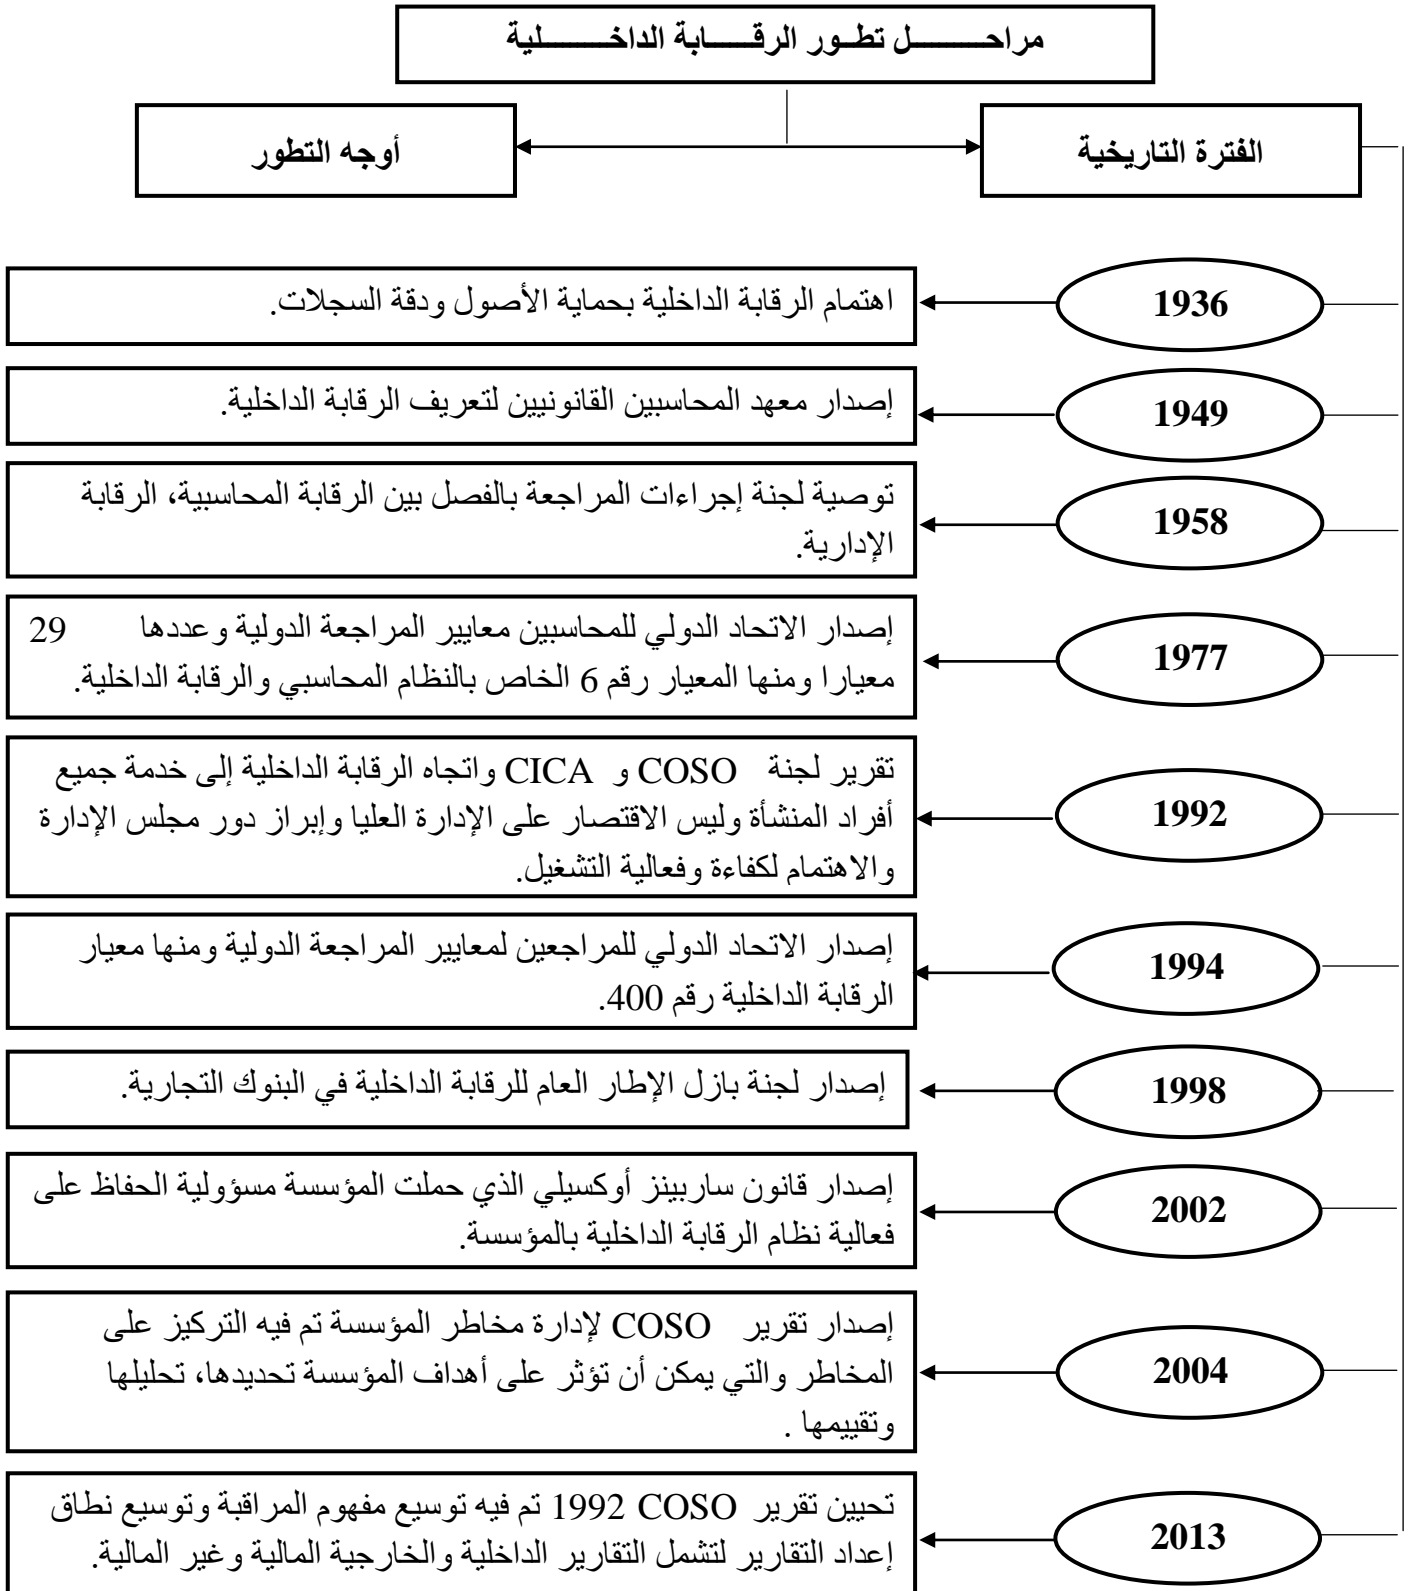 مراحل تطور الرقابة الداخلية
الفترة التاريخية
أوجه التطور
1936
اهتمام الرقابة الداخلية بحماية الأصول ودقة السجلات.
1949
إصدار معهد المحاسبين القانونيين لتعريف الرقابة الداخلية.
1958
توصية لجنة إجراءات المراجعة بالفصل بين الرقابة المحاسبية، الرقابة
الإدارية.
1977
إصدار الاتحاد الدولي للمحاسبين معايير المراجعة الدولية وعددها 29
معيارا ومنها المعيار رقم 6 الخاص بالنظام المحاسبي والرقابة الداخلية.
1992
تقرير لجنة COSO و CICA واتجاه الرقابة الداخلية إلى خدمة جميع
أفراد المنشأة وليس الاقتصار على الإدارة العليا وإبراز دور مجلس الإدارة
والاهتمام لكفاءة وفعالية التشغيل.
1994
إصدار الاتحاد الدولي للمراجعين لمعايير المراجعة الدولية ومنها معيار
الرقابة الداخلية رقم 400.
1998
إصدار لجنة بازل الإطار العام للرقابة الداخلية في البنوك التجارية.
2002
إصدار قانون ساربينز أوكسيلي الذي حملت المؤسسة مسؤولية الحفاظ على
فعالية نظام الرقابة الداخلية بالمؤسسة.
2004
إصدار تقرير COSO لإدارة مخاطر المؤسسة تم فيه التركيز على
المخاطر والتي يمكن أن تؤثر على أهداف المؤسسة تحديدها، تحليلها
وتقييمها .
2013
تحيين تقرير COSO 1992 تم فيه توسيع مفهوم المراقبة وتوسيع نطاق
إعداد التقارير لتشمل التقارير الداخلية والخارجية المالية وغير المالية.